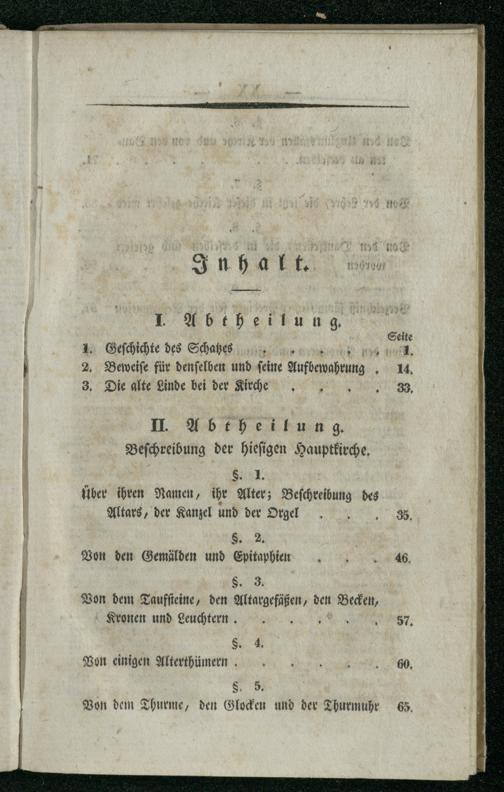 Inhalt.
I. Abtheilung.
Seite
1. Geschichte des Schatzes . . . . . 1.
2. Beweise für denselben und seine Aufbewahrung . 14.
3. Die alte Linde bei der Kirche . . . . 33.
II. Abtheilung.
Beschreibung der hiesigen Hauptkirche.
§. 1.
Über ihren Namen, ihr Alter; Beschreibung des
Altars, der Kanzel und der Orgel . . . 35.
§. 2.
Von den Gemälden und Epitaphien . . . 46.
§. 3.
Von dem Taufsteine, den Altargefäßen, den Becken,
Kronen und Leuchtern . . . . . . 57.
§. 4.
Von einigen Alterthümern . . . . . 60.
§. 5.
Von dem Thurme, den Glocken und der Thurmuhr 65.